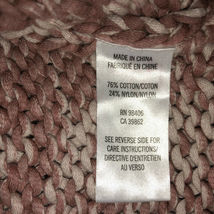 MADE IN CHINA
FABRIQUÉ EN CHINE
76% COTTON/COTON
24% NYLON/NYLON
RN 98406
CA 39862
SEE REVERSE SIDE FOR
CARE INSTRUCTIONS/
DIRECTIVE D'ENTRETIEN
AU VERSO